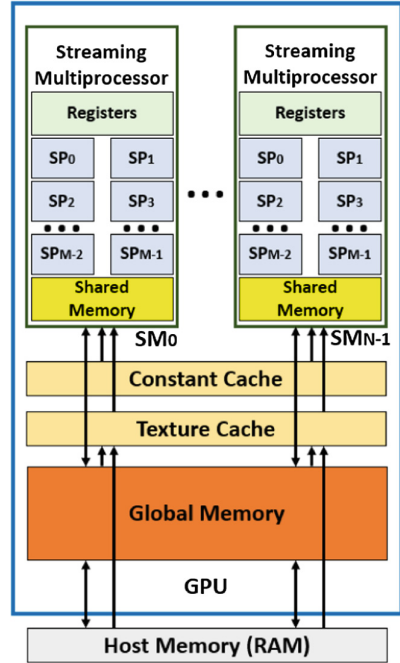 Streaming
Multiprocessor
Registers
SP0 SP1
SP2 SP3
••• •••
SPM-2 SPM-1
Shared
Memory
SM0
•••
Streaming
Multiprocessor
Registers
SP0 SP1
SP2 SP3
••• •••
SPM-2 SPM-1
Shared
Memory
SMN-1
Constant Cache
Texture Cache
Global Memory
GPU
Host Memory (RAM)